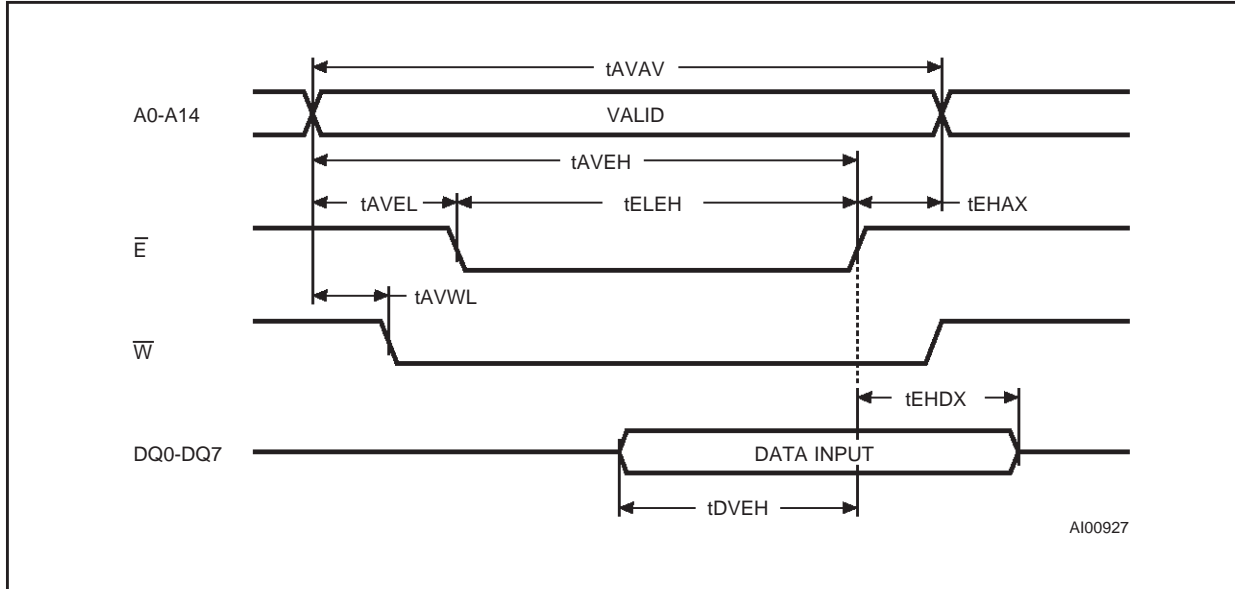 tAVAV
A0-A14
VALID
tAVEH
tAVEL
tELEH
tEHAX
E̅
tAVWL
W̅
tEHDX
DQ0-DQ7
DATA INPUT
tDVEH
AI00927